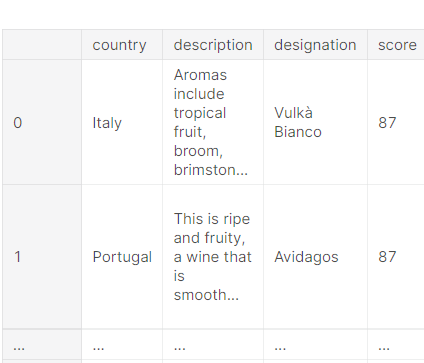 country description designation score
0 Italy Aromas include tropical fruit, broom, brimston... Vulkà Bianco 87
1 Portugal This is ripe and fruity, a wine that is smooth... Avidagos 87
... ... ... ... ...